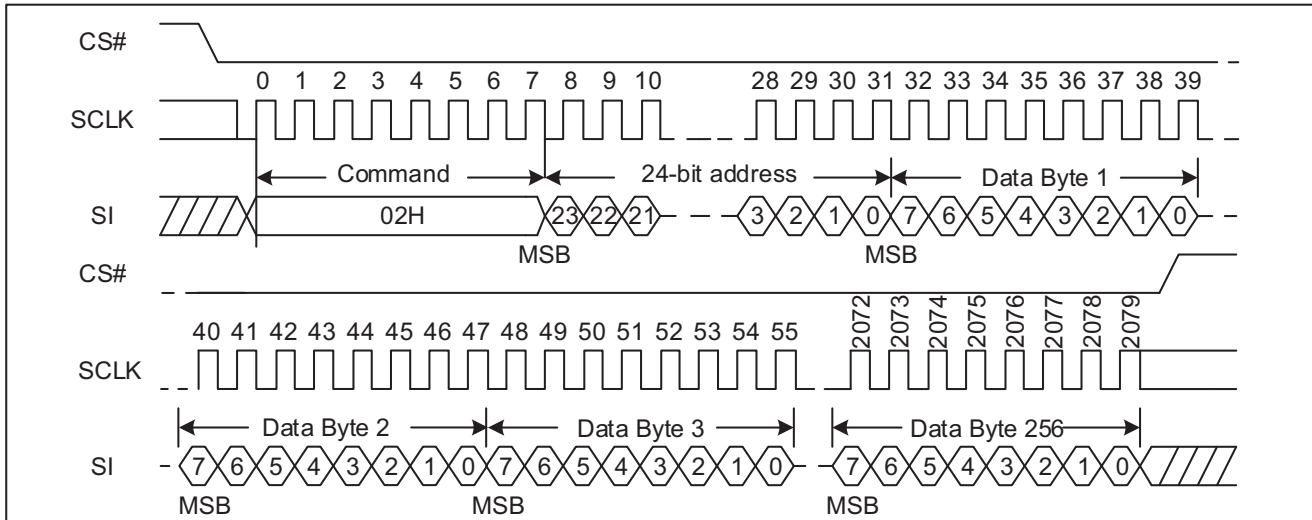 CS#
0 1 2 3 4 5 6 7 8 9 10 28 29 30 31 32 33 34 35 36 37 38 39
SCLK
Command 24-bit address Data Byte 1
SI 02H 23 22 21 3 2 1 0 7 6 5 4 3 2 1 0
MSB MSB
CS#
40 41 42 43 44 45 46 47 48 49 50 51 52 53 54 55 2072 2073 2074 2075 2076 2077 2078 2079
SCLK
Data Byte 2 Data Byte 3 Data Byte 256
SI 7 6 5 4 3 2 1 0 7 6 5 4 3 2 1 0 7 6 5 4 3 2 1 0
MSB MSB MSB